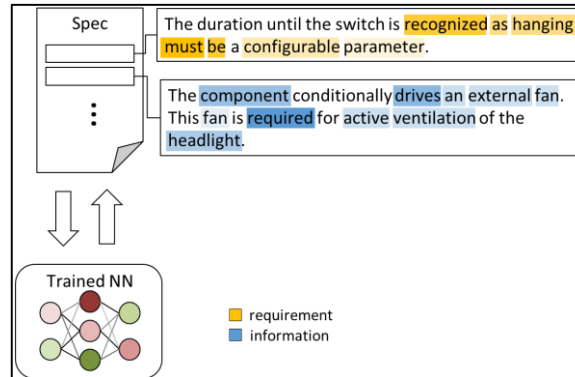 Spec
The duration until the switch is recognized as hanging
must be a configurable parameter.
The component conditionally drives an external fan.
This fan is required for active ventilation of the
headlight.
Trained NN
requirement
information